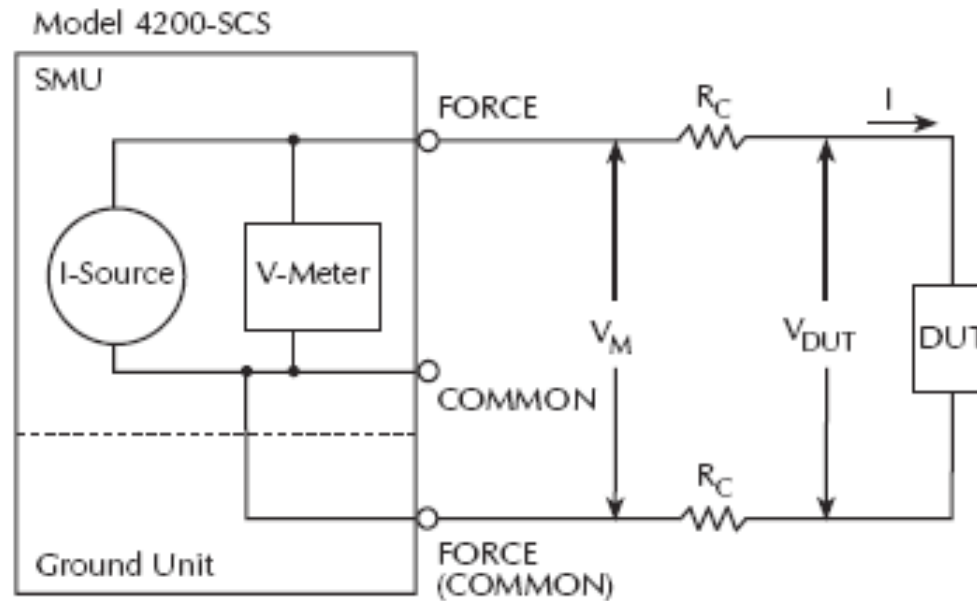 Model 4200-SCS
SMU
FORCE
R_C
I
I-Source
V-Meter
V_M
V_DUT
DUT
COMMON
R_C
Ground Unit
FORCE
(COMMON)